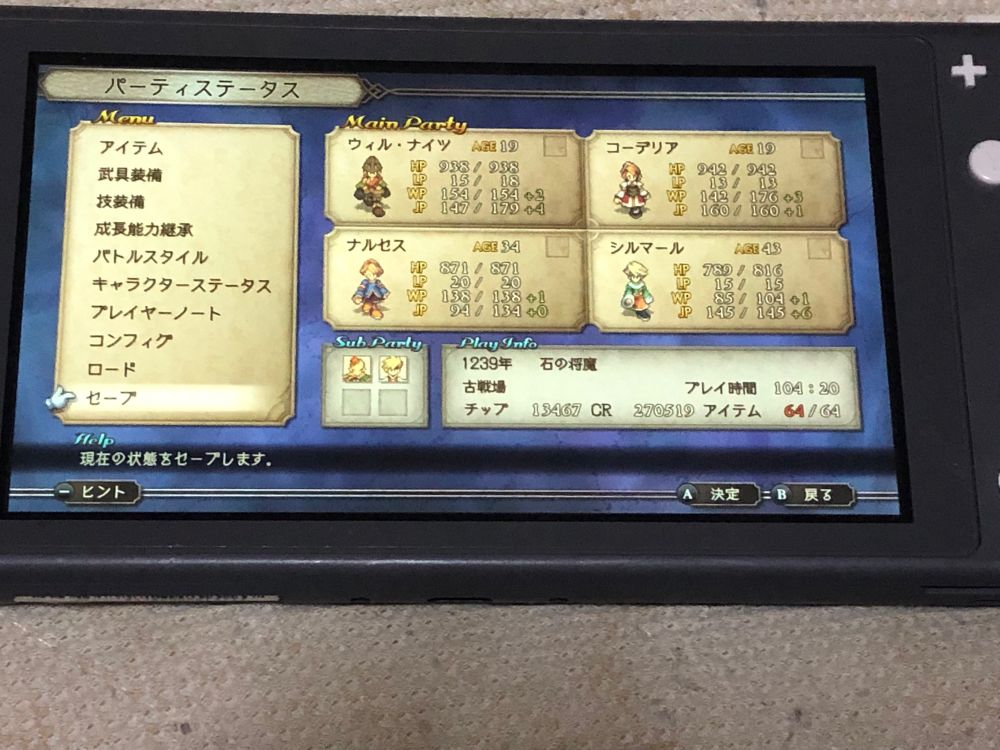 パーティステータス
Menu
アイテム
武具装備
技装備
成長能力継承
バトルスタイル
キャラクターステータス
プレイヤーノート
コンフィグ
ロード
セーブ
Main Party
ウィル・ナイツ AGE 19
HP 938 / 938
LP 15 / 18
WP 154 / 154 +2
JP 147 / 179 +4
コーデリア AGE 19
HP 942 / 942
LP 13 / 13
WP 142 / 176 +3
JP 160 / 160 +1
ナルセス AGE 34
HP 871 / 871
LP 20 / 20
WP 138 / 138 +1
JP 94 / 134 +0
シルマール AGE 43
HP 789 / 816
LP 15 / 15
WP 85 / 104 +1
JP 145 / 145 +6
Sub Party
Play Info
1239年 石の将魔
古戦場 プレイ時間 104:20
チップ 13467 CR 270519 アイテム 64/64
Help
現在の状態をセーブします。
ヒント
A 決定 B 戻る